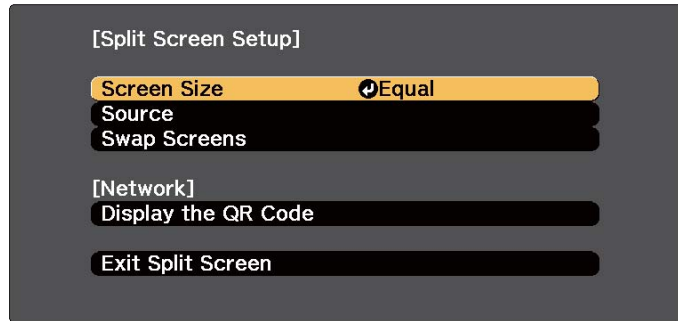 [Split Screen Setup]
Screen Size Equal
Source
Swap Screens
[Network]
Display the QR Code
Exit Split Screen